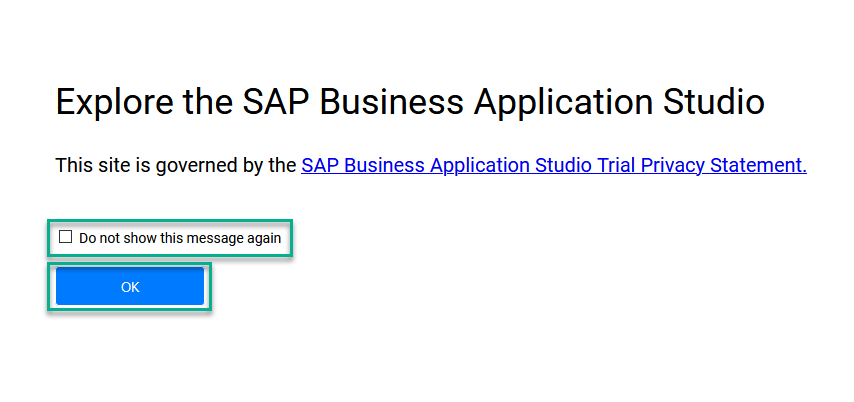 Explore the SAP Business Application Studio
This site is governed by the SAP Business Application Studio Trial Privacy Statement.
Do not show this message again
OK